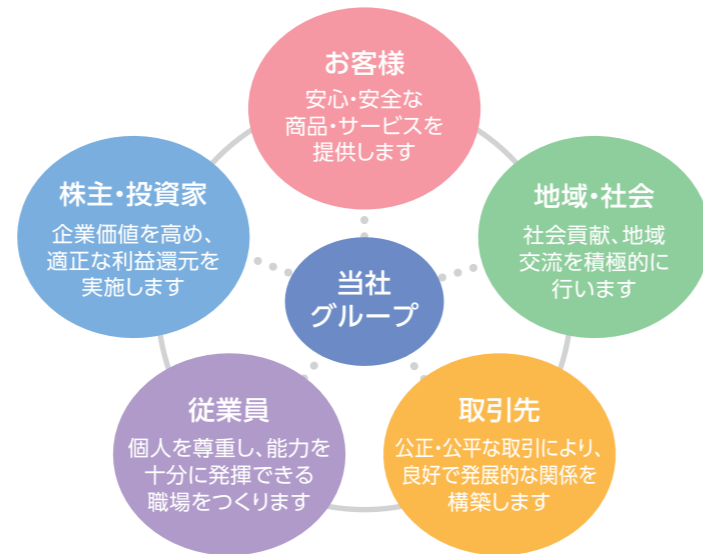 お客様
安心・安全な
商品・サービスを
提供します
株主・投資家
企業価値を高め、
適正な利益還元を
実施します
地域・社会
社会貢献、地域
交流を積極的に
行います
当社
グループ
従業員
個人を尊重し、能力を
十分に発揮できる
職場をつくります
取引先
公正・公平な取引により、
良好で発展的な関係を
構築します